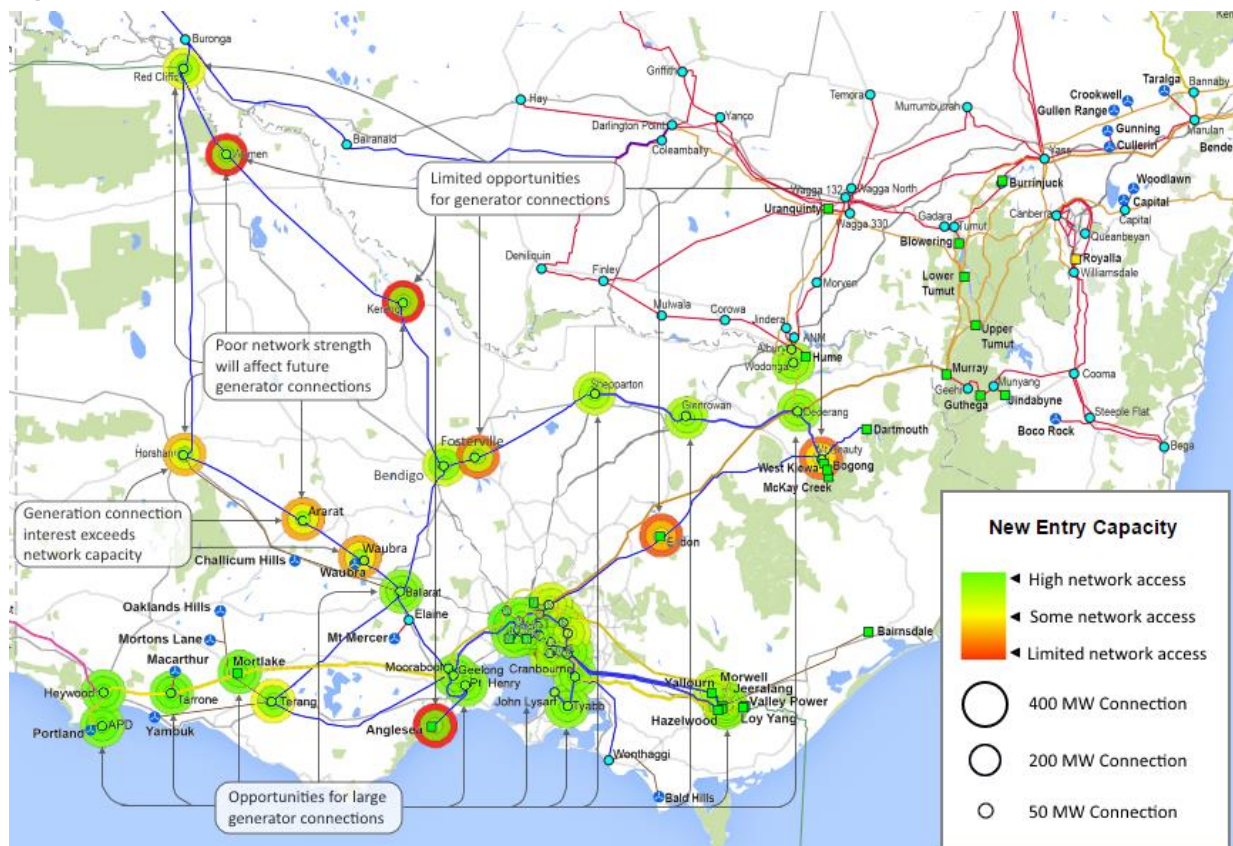 Buronga
Red Cliffs
Wemen
Hay
Balranald
Griffith
Darlington Point
Yanco
Coleambally
Temora
Murrumburrah
Crookwell
Gullen Range
Taralga
Bannaby
Marulan
Gunning
Cullerin
Bende
Yass
Limited opportunities
for generator connections
Wagga 132
Wagga North
Uranquinty
Wagga 330
Burrinjuck
Woodlawn
Capital
Capital
Canberra
Queanbeyan
Gadara
Tumut
Blowering
Royalla
Williamsdale
Deniliquin
Finley
Lower
Tumut
Kerang
Mulwala
Corowa
Morven
Jindera
ANM
Upper
Tumut
Poor network strength
will affect future
generator connections
Albury
Hume
Wodonga
Murray
Geehi
Munyang
Cooma
Guthega
Jindabyne
Shepparton
Glenrowan
Dederang
Boco Rock
Steeple Flat
Bega
Dartmouth
Horsham
Bendigo
Fosterville
Mt Beauty
West Kiewa
Bogong
McKay Creek
Generation connection
interest exceeds
network capacity
Ararat
Waubra
Challicum Hills
Waubra
Eildon
Ballarat
Oaklands Hills
Elaine
Mortons Lane
Mt Mercer
Macarthur
Mortlake
Moorabool
Geelong
Pt Henry
Cranbourne
Bairnsdale
Heywood
Tarrone
Terang
John Lysart
Tyabb
Yallourn
Morwell
Jeeralang
Valley Power
Hazelwood
Loy Yang
APD
Portland
Yambuk
Anglesea
Wonthaggi
Bald Hills
Opportunities for large
generator connections
New Entry Capacity
High network access
Some network access
Limited network access
400 MW Connection
200 MW Connection
50 MW Connection